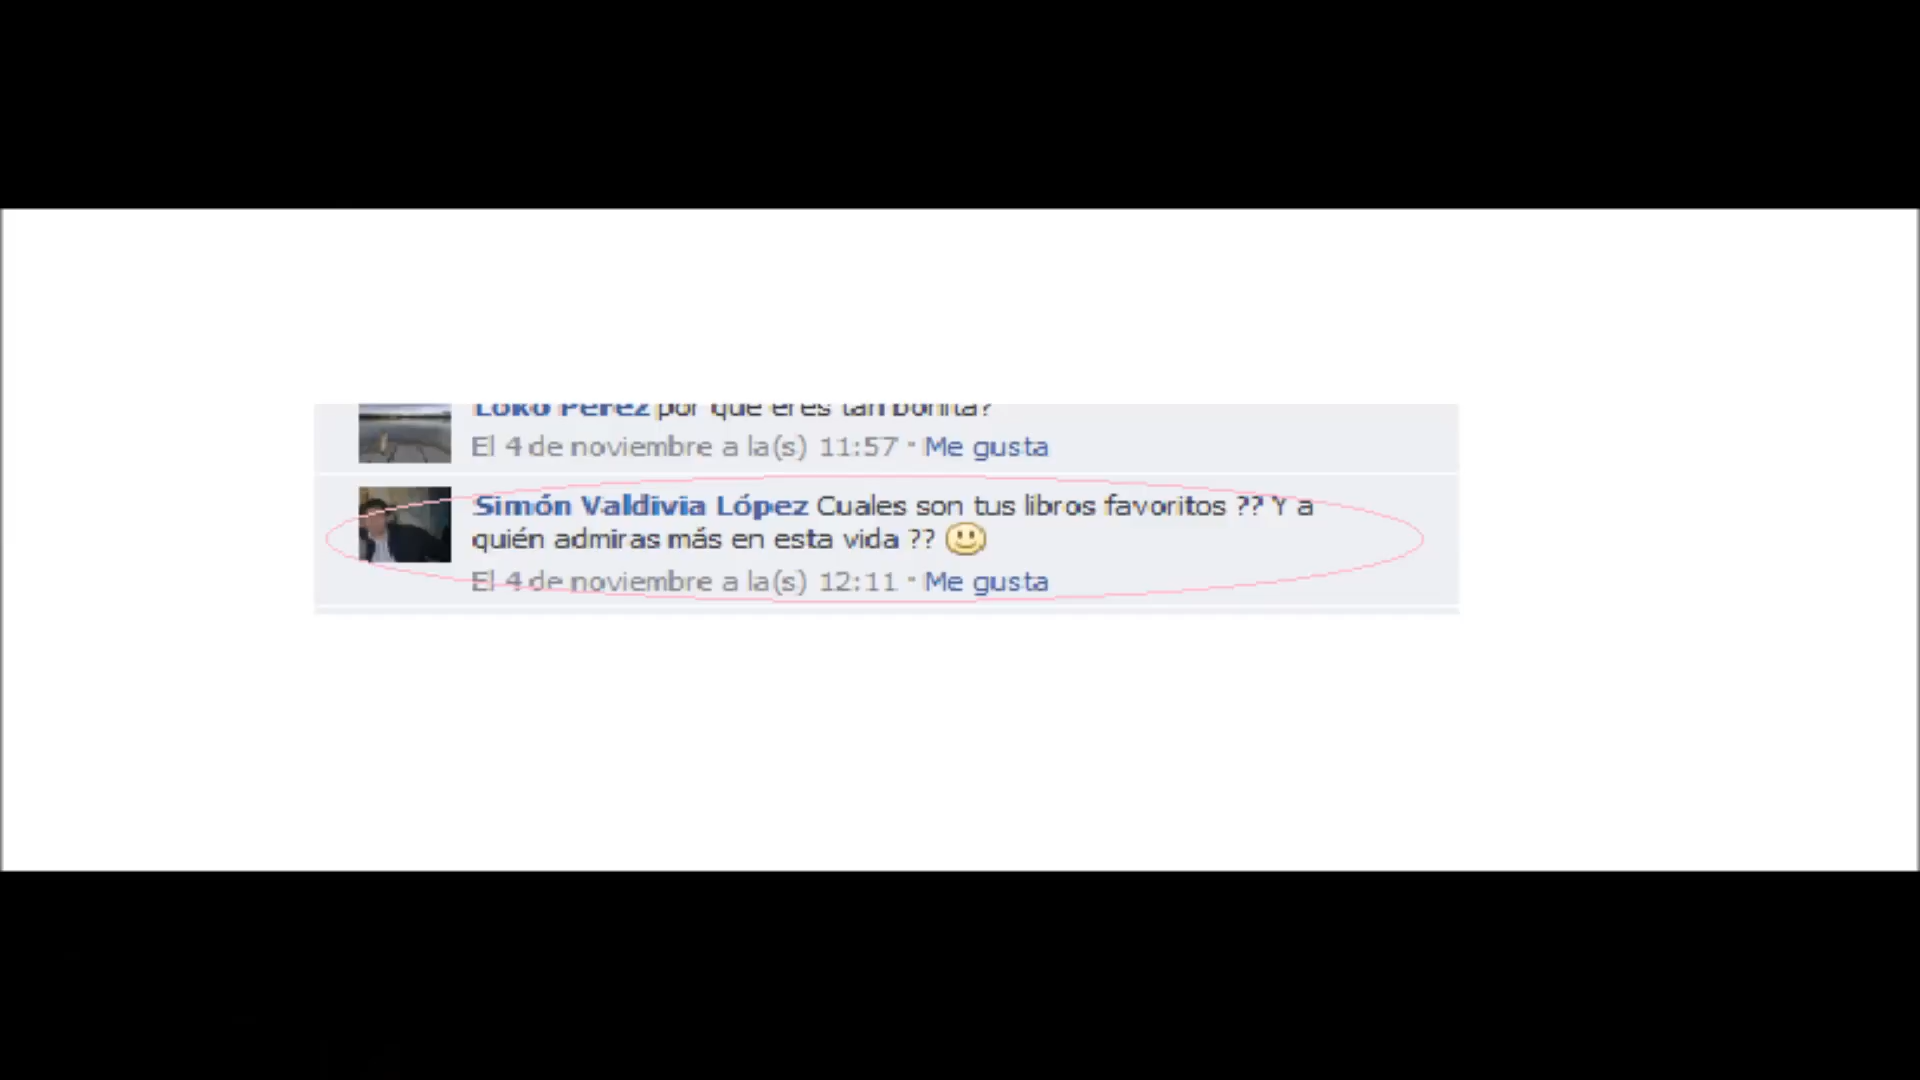 Loko Perez por que eres tan bonita?
El 4 de noviembre a la(s) 11:57 · Me gusta
Simón Valdivia López Cuales son tus libros favoritos ?? Y a
quién admiras más en esta vida ??
El 4 de noviembre a la(s) 12:11 · Me gusta